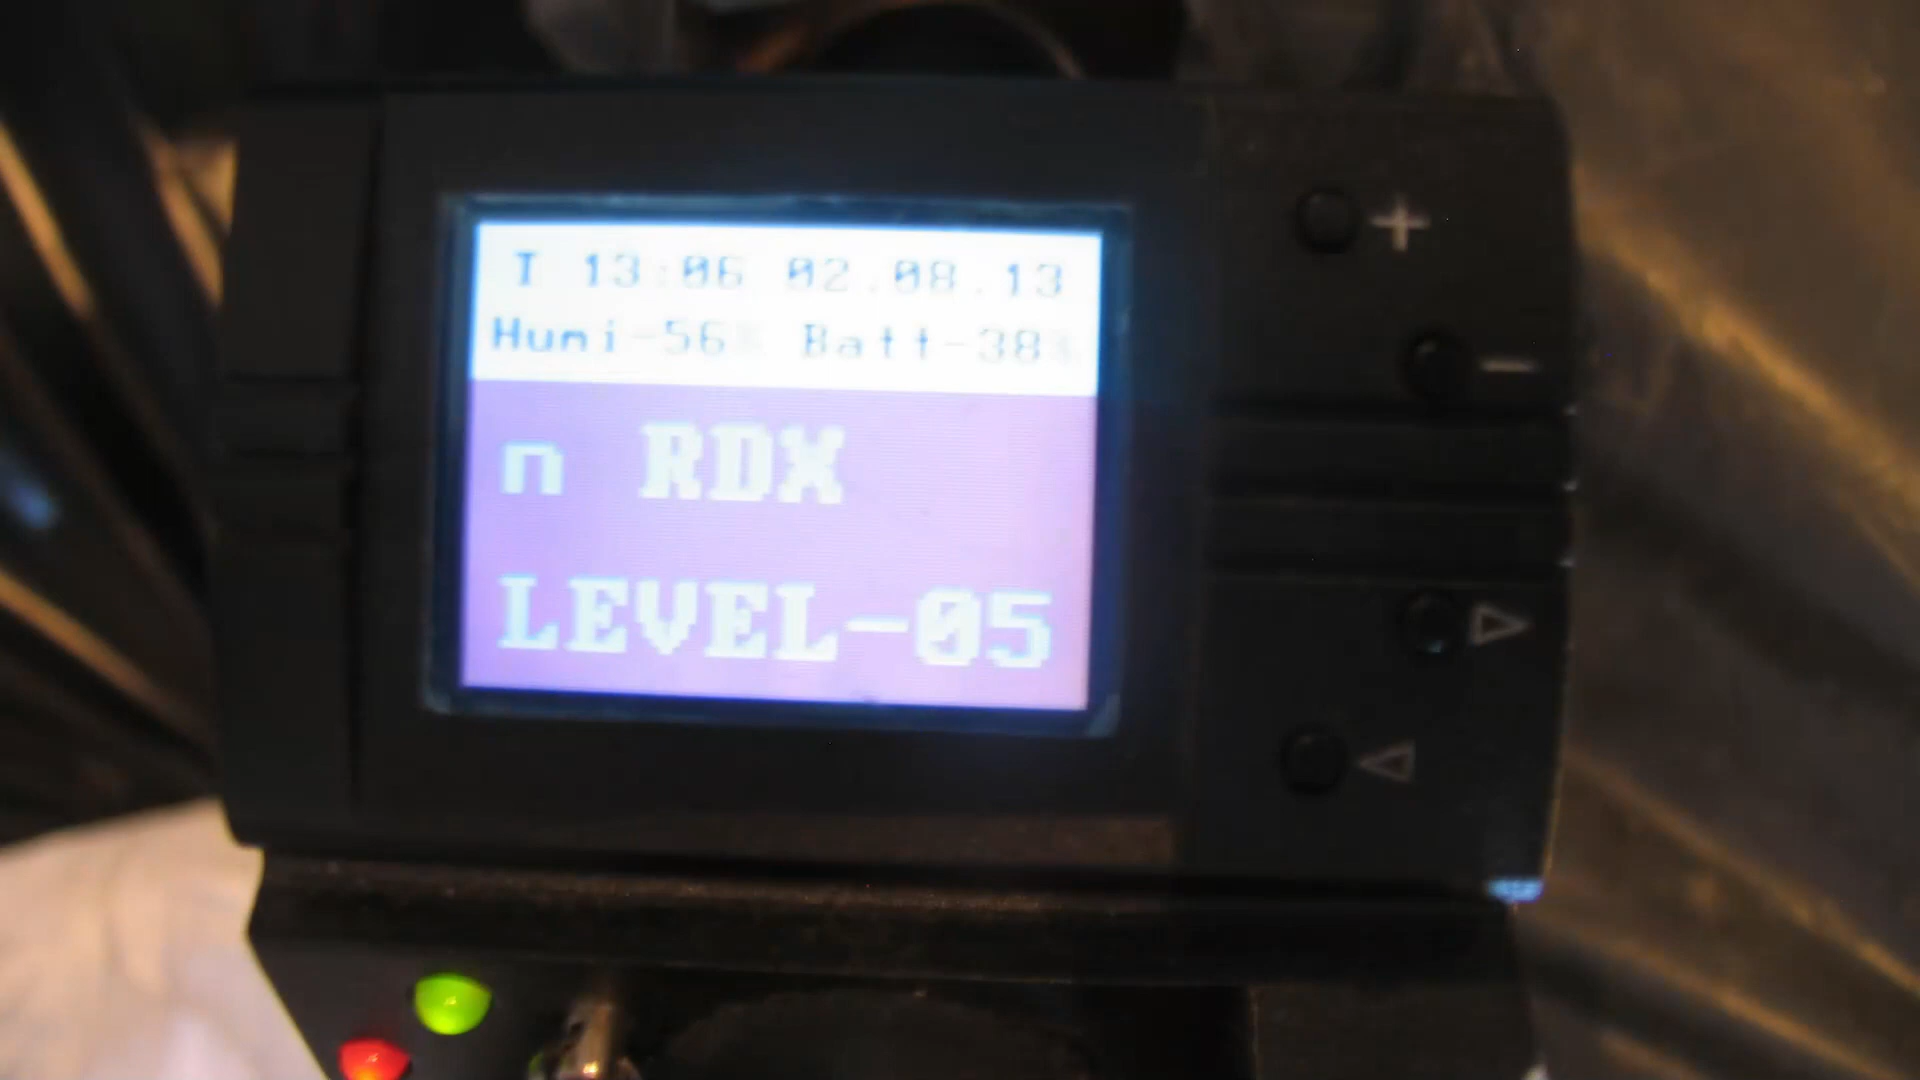 T 13:06 02.08.13
Humi-56% Batt-38%
n RDX
LEVEL-05
+
-